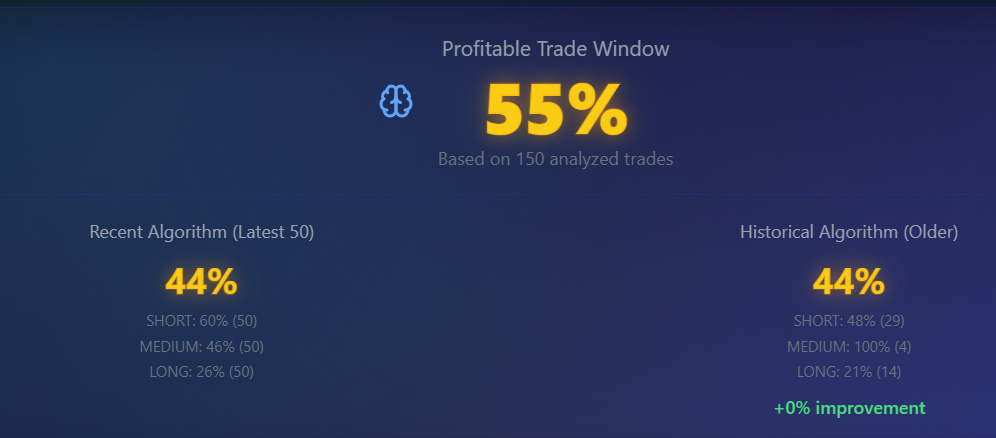 Profitable Trade Window
55%
Based on 150 analyzed trades
Recent Algorithm (Latest 50)
44%
SHORT: 60% (50)
MEDIUM: 46% (50)
LONG: 26% (50)
Historical Algorithm (Older)
44%
SHORT: 48% (29)
MEDIUM: 100% (4)
LONG: 21% (14)
+0% improvement